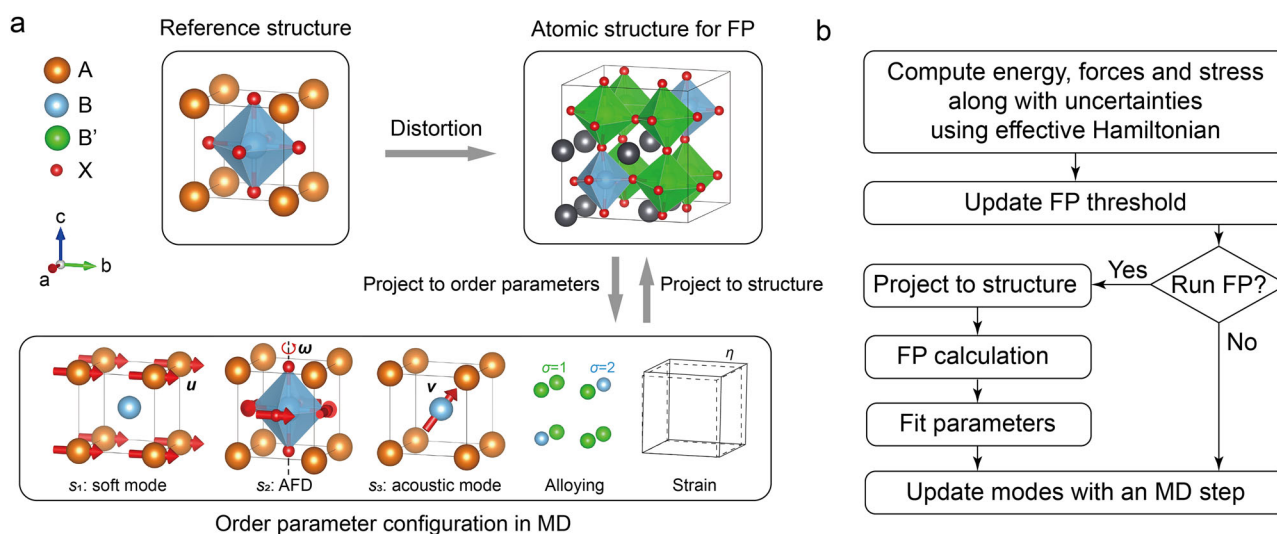 a
Reference structure
Atomic structure for FP
A
B
B'
X
Distortion
c
b
a
Project to order parameters
Project to structure
u
ω
v
σ=1
σ=2
η
s₁: soft mode
s₂: AFD
s₃: acoustic mode
Alloying
Strain
Order parameter configuration in MD
b
Compute energy, forces and stress
along with uncertainties
using effective Hamiltonian
Update FP threshold
Run FP?
Yes
No
Project to structure
FP calculation
Fit parameters
Update modes with an MD step